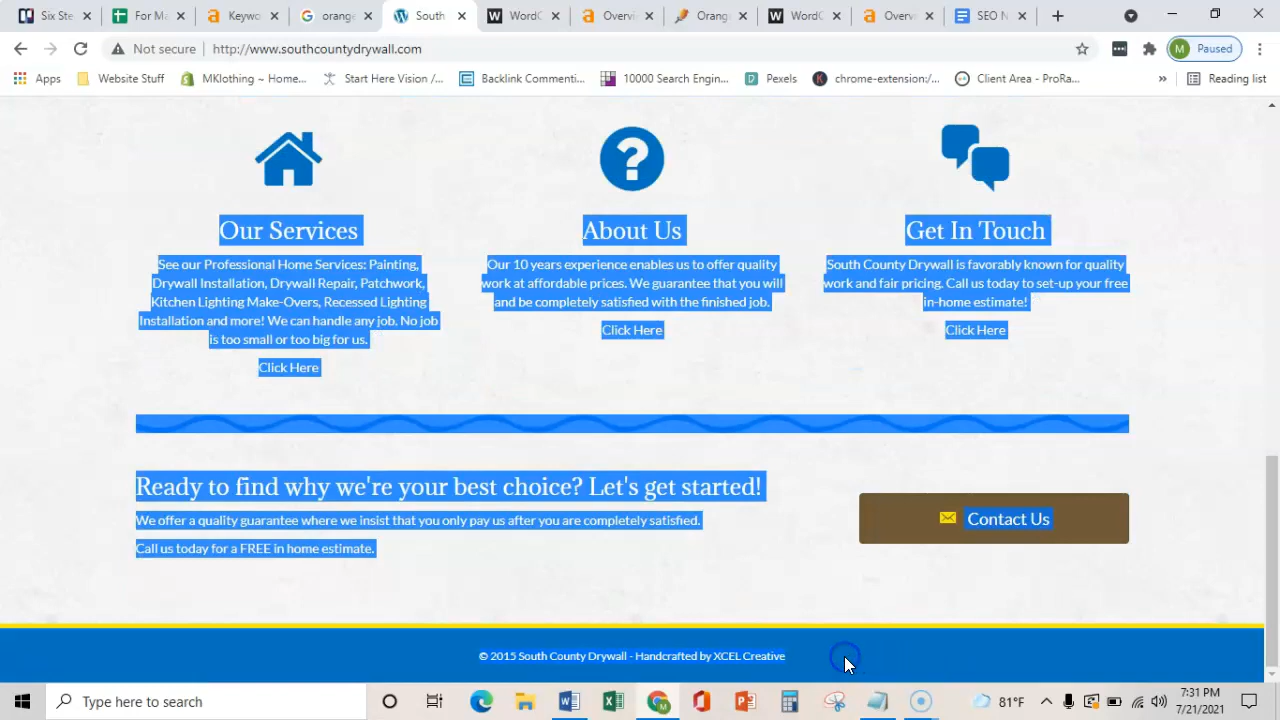 Six Ste
For Ma
Keyw
orange
South
WordC
Overvi
Orang
WordC
Overv
SEO N
Not secure
http://www.southcountydrywall.com
M Paused
Apps
Website Stuff
MKlothing ~ Home...
Start Here Vision /...
Backlink Commenti...
10000 Search Engin...
Pexels
chrome-extension:/...
Client Area - ProRa...
»
Reading list
Our Services
See our Professional Home Services: Painting,
Drywall Installation, Drywall Repair, Patchwork,
Kitchen Lighting Make-Overs, Recessed Lighting
Installation and more! We can handle any job. No job
is too small or too big for us.
Click Here
About Us
Our 10 years experience enables us to offer quality
work at affordable prices. We guarantee that you will
and be completely satisfied with the finished job.
Click Here
Get In Touch
South County Drywall is favorably known for quality
work and fair pricing. Call us today to set-up your free
in-home estimate!
Click Here
Ready to find why we're your best choice? Let's get started!
We offer a quality guarantee where we insist that you only pay us after you are completely satisfied.
Call us today for a FREE in home estimate.
Contact Us
© 2015 South County Drywall - Handcrafted by XCEL Creative
Type here to search
81°F
7:31 PM
7/21/2021